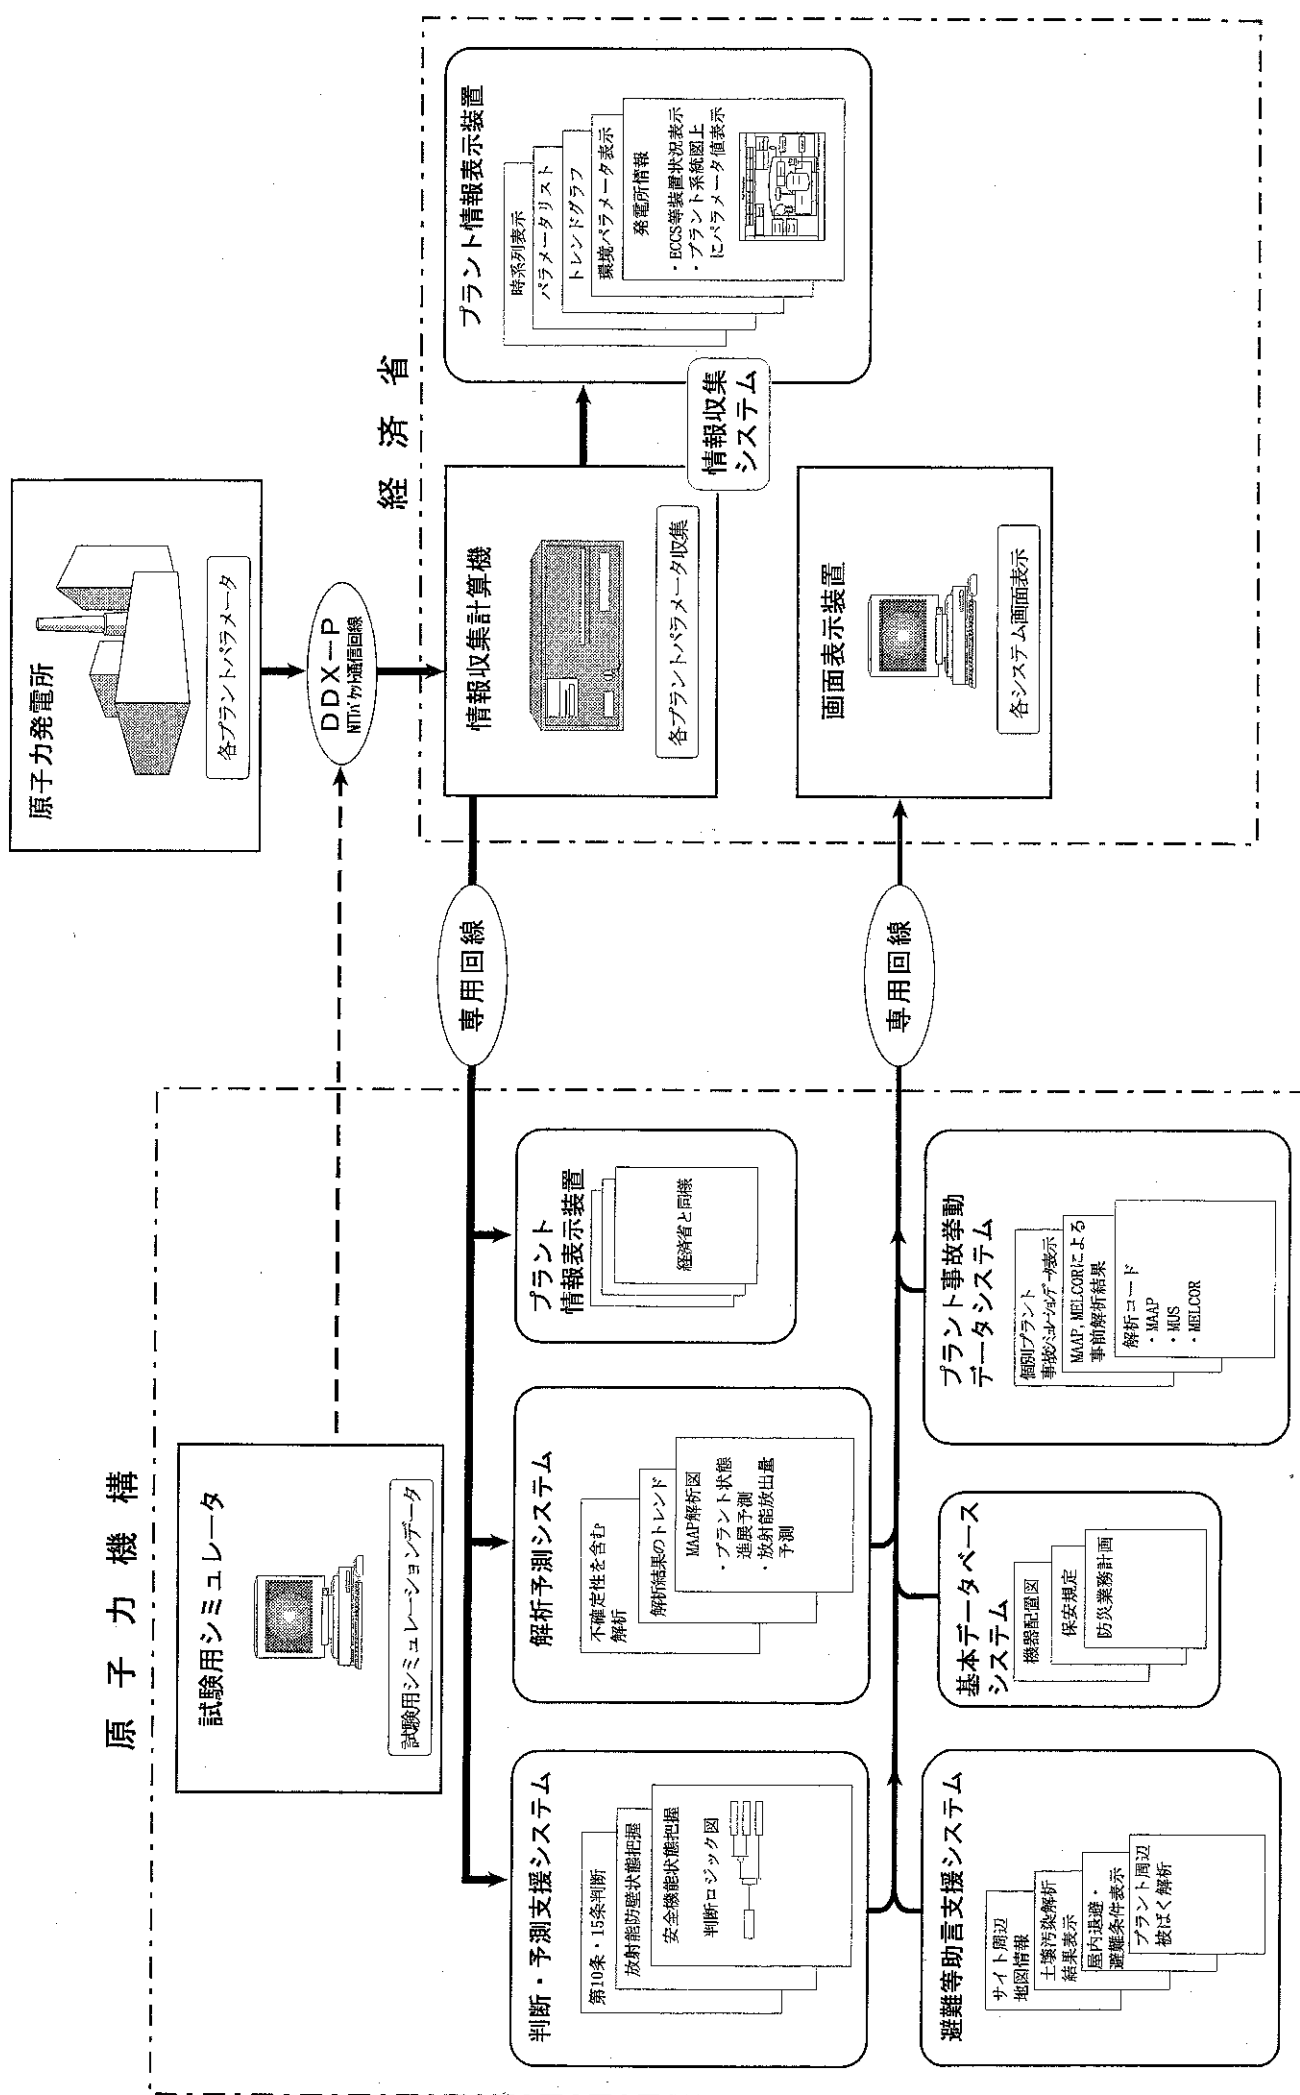 原子力発電所
各プラントパラメータ
DDX－P
NTTパケット通信回線
経済省
情報収集計算機
各プラントパラメータ収集
情報収集
システム
プラント情報表示装置
時系列表示
パラメータリスト
トレンドグラフ
環境パラメータ表示
発電所情報
・ECCS等装置状況表示
・プラント系統図上
にパラメータ値表示
画面表示装置
各システム画面表示
専用回線
専用回線
原子力機構
試験用シミュレータ
試験用シミュレーションデータ
判断・予測支援システム
第10条・15条判断
放射能防壁状態把握
安全機能状態把握
判断ロジック図
解析予測システム
不確定性を含む
解析
解析結果のトレンド
MAAP解析図
・プラント状態
進展予測
・放射能放出量
予測
プラント
情報表示装置
経済省と同様
避難等助言支援システム
サイト周辺
地図情報
土壌汚染解析
結果表示
屋内退避・
避難条件表示
プラント周辺
被ばく解析
基本データベース
システム
機器配置図
保安規定
防災業務計画
プラント事故挙動
データシステム
個別プラント
事故シミュレーションデータ表示
MAAP,MELCORによる
事前解析結果
解析コード
・MAAP
・MUS
・MELCOR